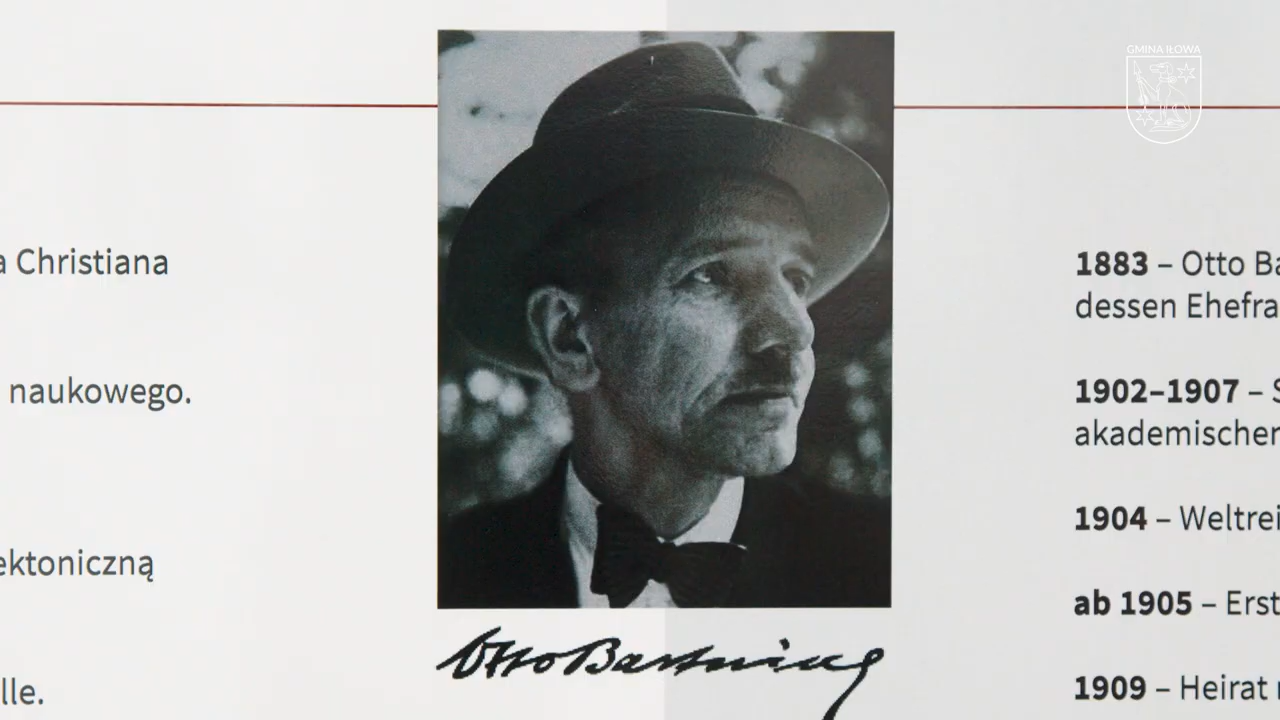 GMINA IŁOWA
a Christiana
naukowego.
ektoniczną
lle.
Otto Bartning
1883 – Otto Ba
dessen Ehefra
1902–1907 – S
akademischer
1904 – Weltrei
ab 1905 – Erst
1909 – Heirat